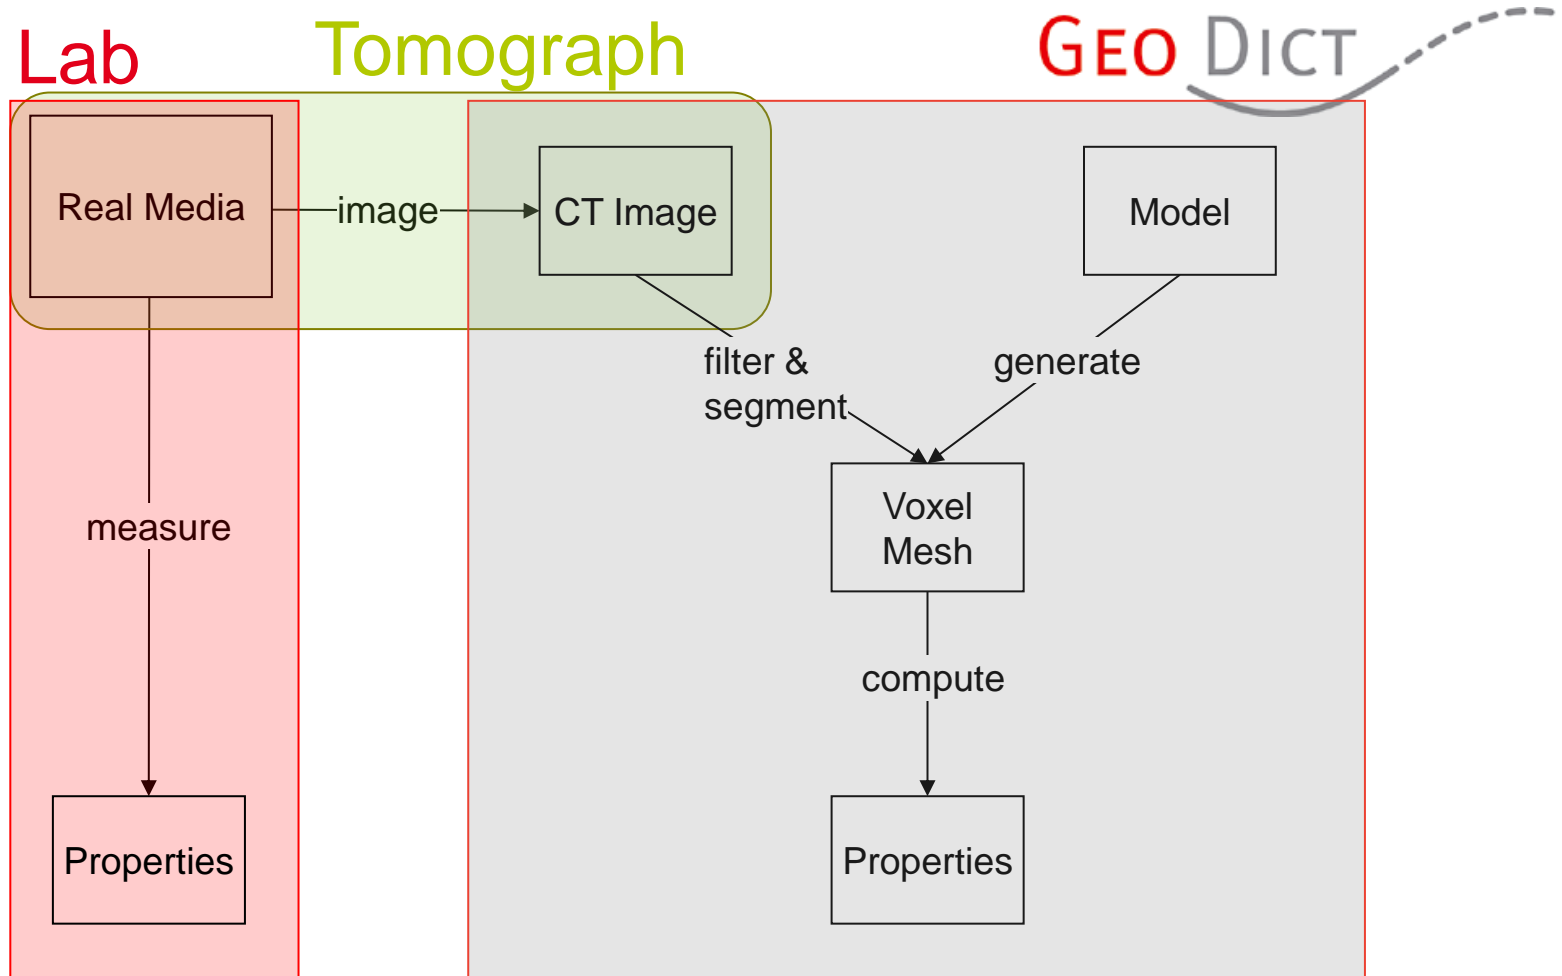 Lab
Tomograph
GEO DICT
Real Media
image
CT Image
Model
filter &
segment
generate
Voxel
Mesh
measure
compute
Properties
Properties